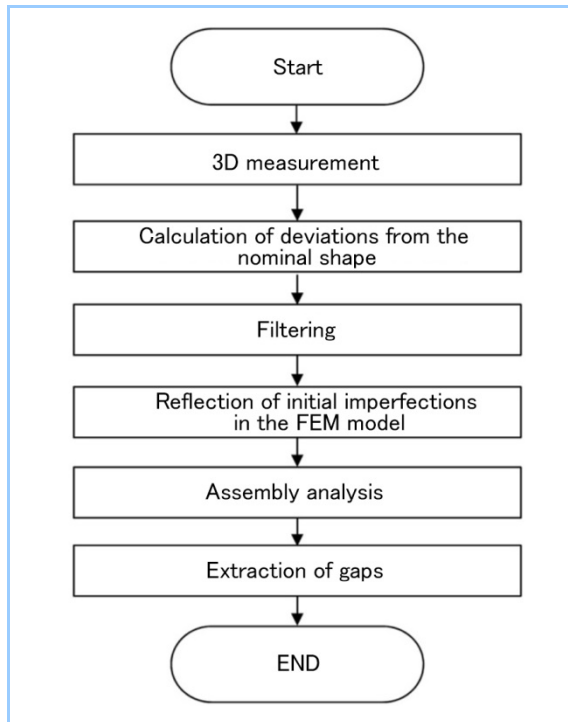 Start
3D measurement
Calculation of deviations from the
nominal shape
Filtering
Reflection of initial imperfections
in the FEM model
Assembly analysis
Extraction of gaps
END